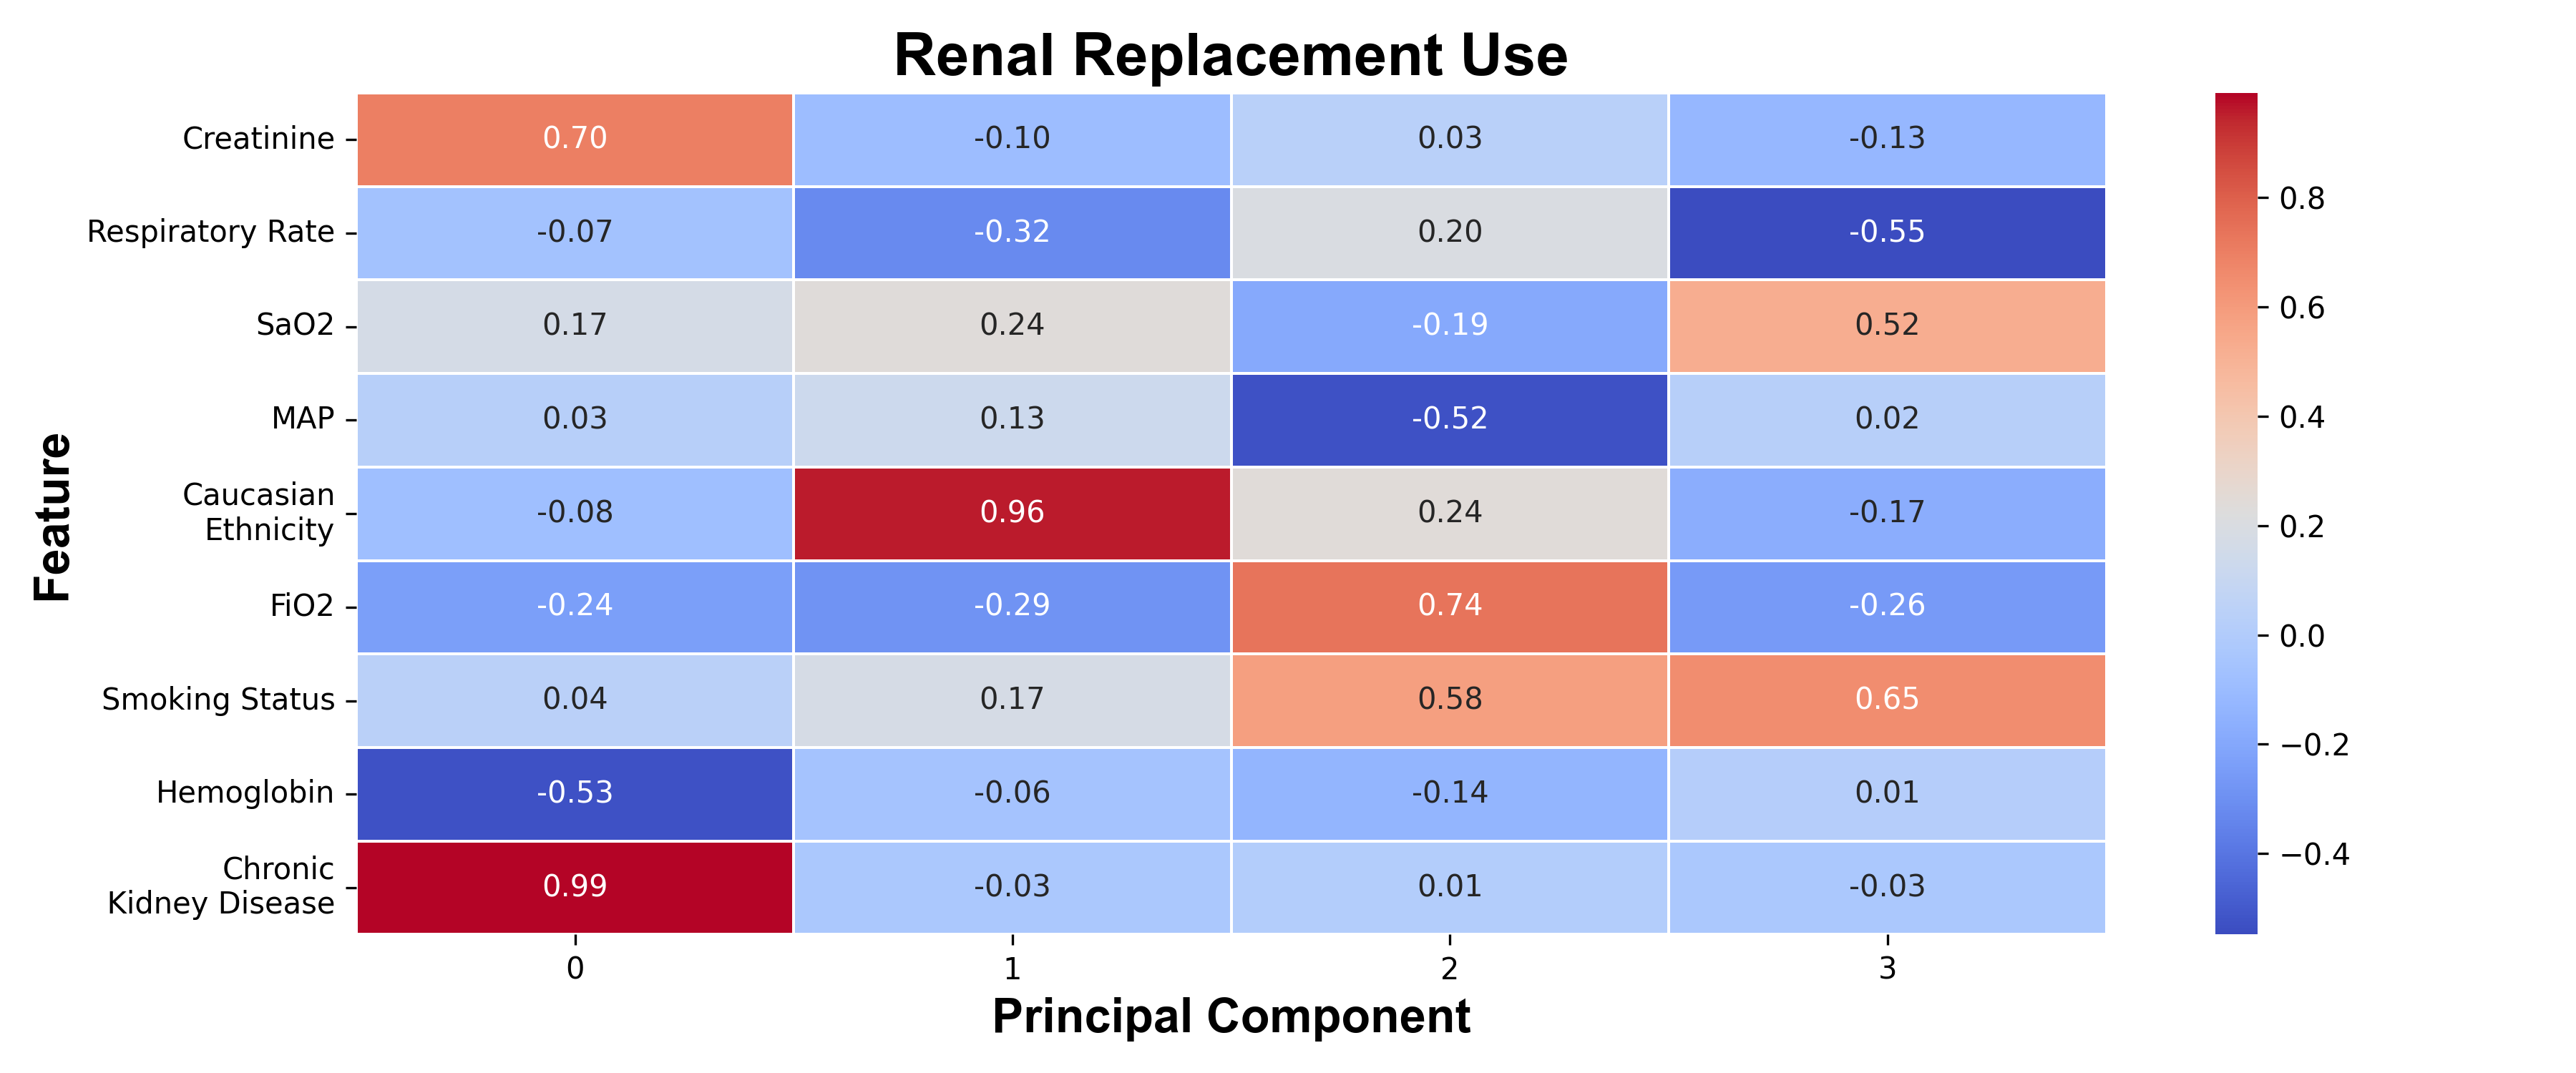 Renal Replacement Use
Feature
Creatinine 0.70 -0.10 0.03 -0.13
Respiratory Rate -0.07 -0.32 0.20 -0.55
SaO2 0.17 0.24 -0.19 0.52
MAP 0.03 0.13 -0.52 0.02
Caucasian
Ethnicity -0.08 0.96 0.24 -0.17
FiO2 -0.24 -0.29 0.74 -0.26
Smoking Status 0.04 0.17 0.58 0.65
Hemoglobin -0.53 -0.06 -0.14 0.01
Chronic
Kidney Disease 0.99 -0.03 0.01 -0.03
0 1 2 3
Principal Component
0.8
0.6
0.4
0.2
0.0
−0.2
−0.4